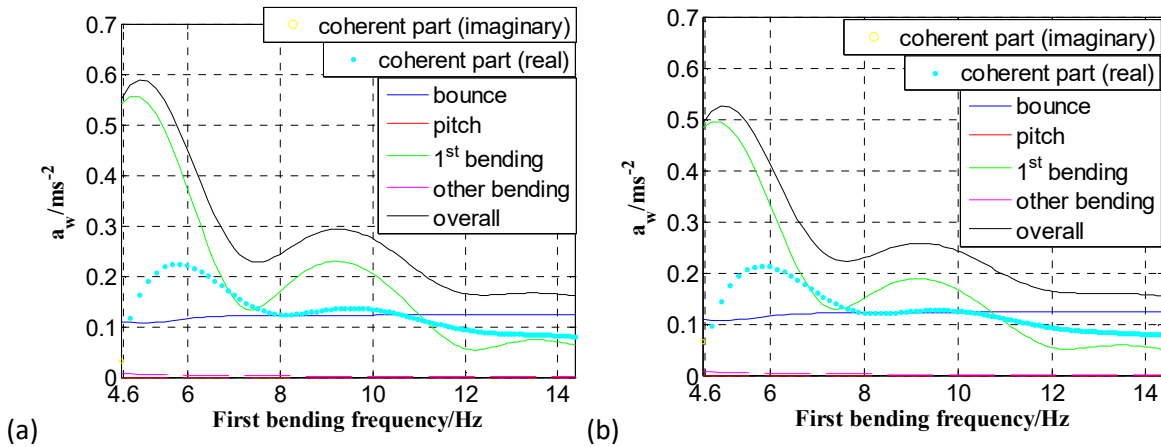 0.7
0.6
0.5
0.4
0.3
0.2
0.1
0
a_w/ms^-2
4.6 6 8 10 12 14
First bending frequency/Hz
coherent part (imaginary)
coherent part (real)
bounce
pitch
1^st bending
other bending
overall
(a)
0.7
0.6
0.5
0.4
0.3
0.2
0.1
0
a_w/ms^-2
4.6 6 8 10 12 14
First bending frequency/Hz
coherent part (imaginary)
coherent part (real)
bounce
pitch
1^st bending
other bending
overall
(b)